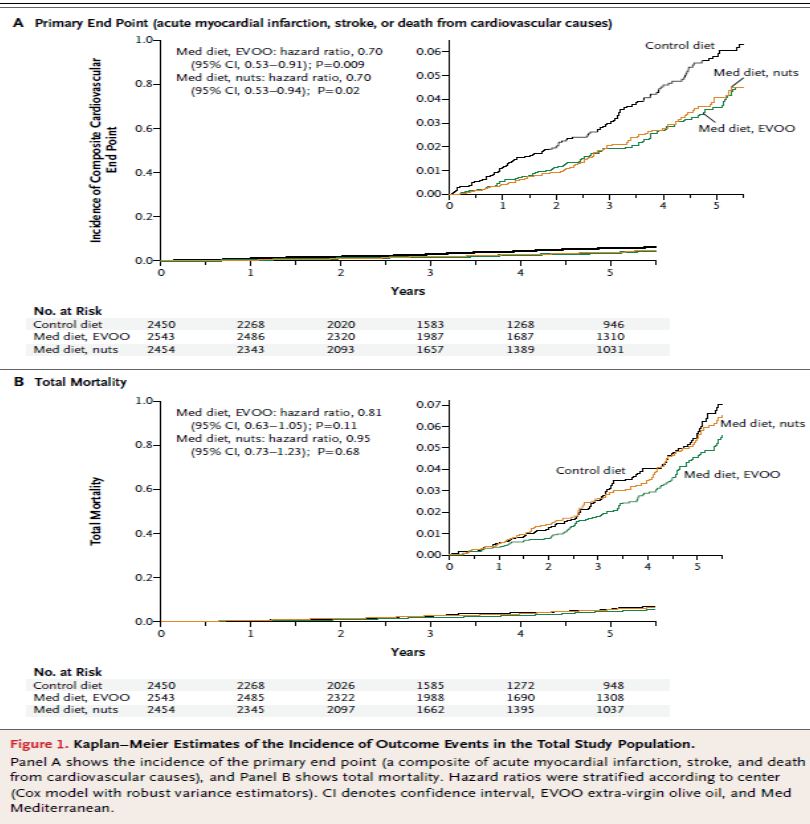 A Primary End Point (acute myocardial infarction, stroke, or death from cardiovascular causes)
Incidence of Composite Cardiovascular
End Point
1.0
0.8
0.6
0.4
0.2
0.0
Med diet, EVOO: hazard ratio, 0.70
(95% CI, 0.53–0.91); P=0.009
Med diet, nuts: hazard ratio, 0.70
(95% CI, 0.53–0.94); P=0.02
0.06
0.05
0.04
0.03
0.02
0.01
0.00
Control diet
Med diet, nuts
Med diet, EVOO
0 1 2 3 4 5
0 1 2 3 4 5
Years
No. at Risk
Control diet 2450 2268 2020 1583 1268 946
Med diet, EVOO 2543 2486 2320 1987 1687 1310
Med diet, nuts 2454 2343 2093 1657 1389 1031
B Total Mortality
Total Mortality
1.0
0.8
0.6
0.4
0.2
0.0
Med diet, EVOO: hazard ratio, 0.81
(95% CI, 0.63–1.05); P=0.11
Med diet, nuts: hazard ratio, 0.95
(95% CI, 0.73–1.23); P=0.68
0.07
0.06
0.05
0.04
0.03
0.02
0.01
0.00
Med diet, nuts
Control diet
Med diet, EVOO
0 1 2 3 4 5
0 1 2 3 4 5
Years
No. at Risk
Control diet 2450 2268 2026 1585 1272 948
Med diet, EVOO 2543 2485 2322 1988 1690 1308
Med diet, nuts 2454 2345 2097 1662 1395 1037
Figure 1. Kaplan–Meier Estimates of the Incidence of Outcome Events in the Total Study Population.
Panel A shows the incidence of the primary end point (a composite of acute myocardial infarction, stroke, and death
from cardiovascular causes), and Panel B shows total mortality. Hazard ratios were stratified according to center
(Cox model with robust variance estimators). CI denotes confidence interval, EVOO extra-virgin olive oil, and Med
Mediterranean.